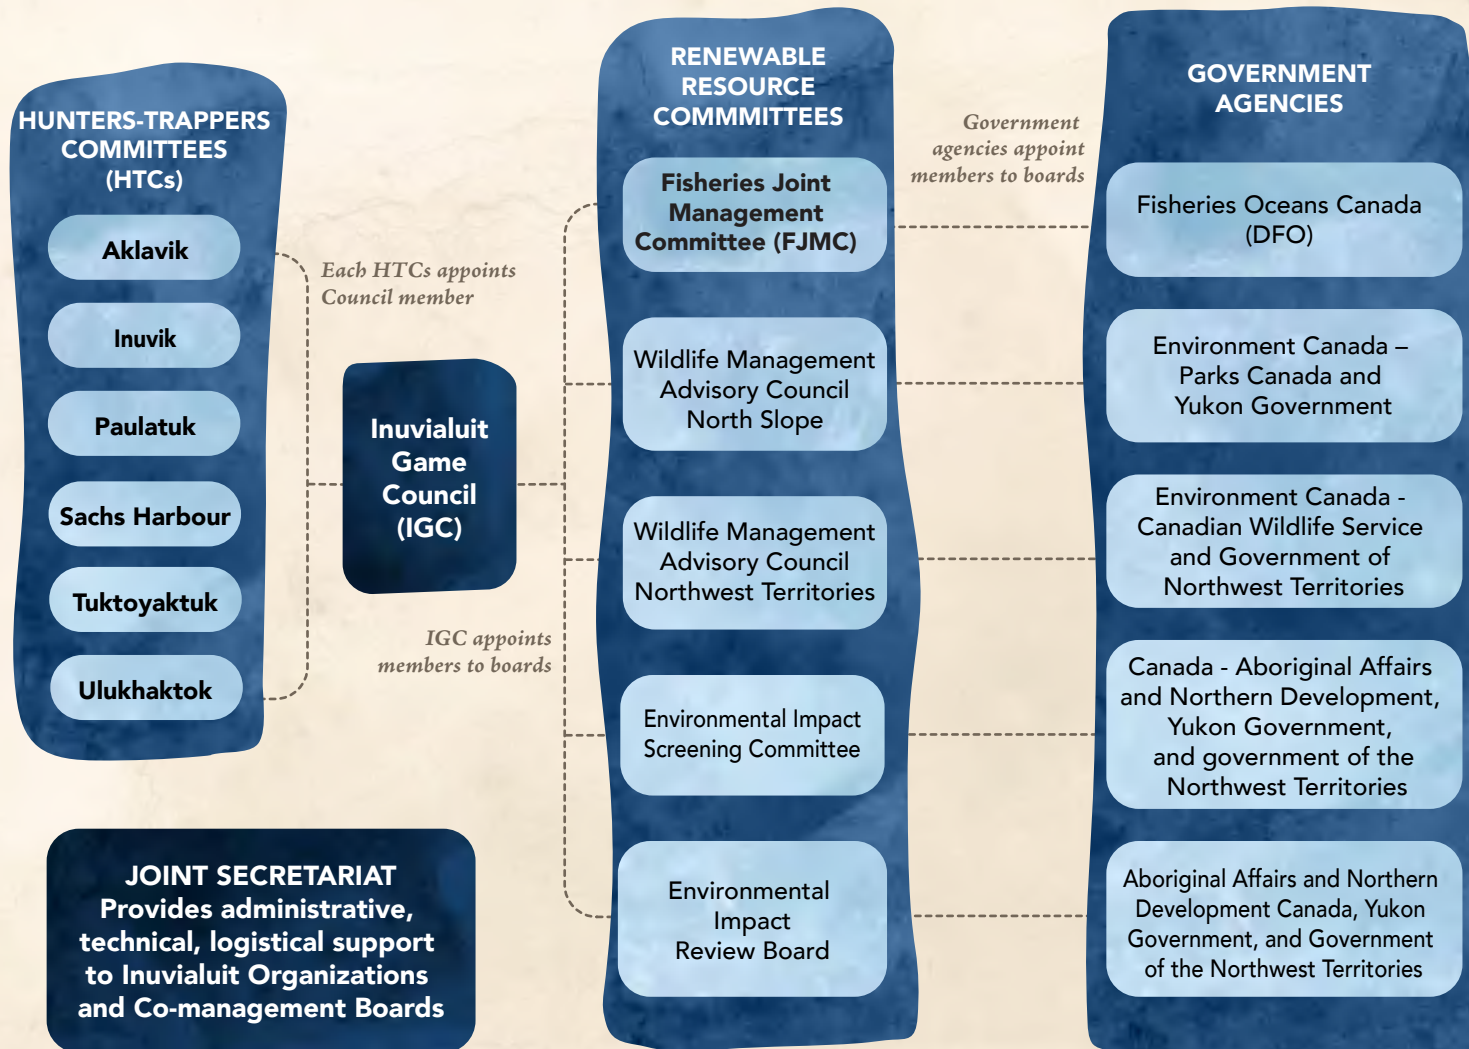 HUNTERS-TRAPPERS
COMMITTEES
(HTCs)
Aklavik
Inuvik
Paulatuk
Sachs Harbour
Tuktoyaktuk
Ulukhaktok
Each HTCs appoints
Council member
Inuvialuit
Game
Council
(IGC)
IGC appoints
members to boards
RENEWABLE
RESOURCE
COMMMITTEES
Fisheries Joint
Management
Committee (FJMC)
Wildlife Management
Advisory Council
North Slope
Wildlife Management
Advisory Council
Northwest Territories
Environmental Impact
Screening Committee
Environmental
Impact
Review Board
Government
agencies appoint
members to boards
GOVERNMENT
AGENCIES
Fisheries Oceans Canada
(DFO)
Environment Canada –
Parks Canada and
Yukon Government
Environment Canada -
Canadian Wildlife Service
and Government of
Northwest Territories
Canada - Aboriginal Affairs
and Northern Development,
Yukon Government,
and government of the
Northwest Territories
Aboriginal Affairs and Northern
Development Canada, Yukon
Government, and Government
of the Northwest Territories
JOINT SECRETARIAT
Provides administrative,
technical, logistical support
to Inuvialuit Organizations
and Co-management Boards